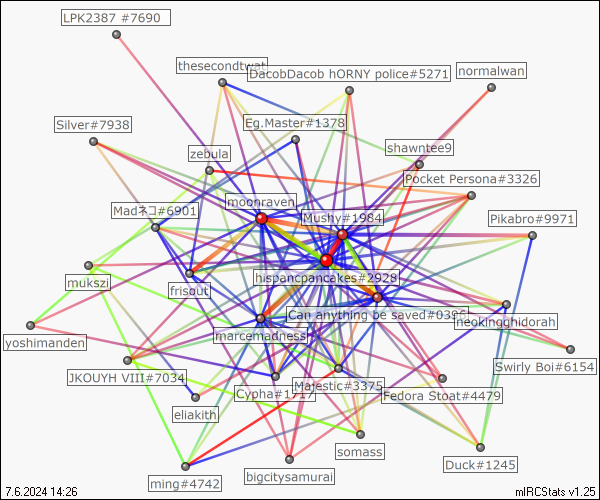 LPK2387 #7690
thesecondtwat
DacobDacob hORNY police#5271
normalwan
Silver#7938
Eg.Master#1378
shawntee9
zebula
Pocket Persona#3326
moonraven
Madネコ#6901
Mushy#1984
Pikabro#9971
hispancpancakes#2928
mukszi
frisout
Can anything be saved#0396
neokingghidorah
yoshimanden
marcemadness
Swirly Boi#6154
JKOUYH VIII#7034
Cypha#1717
Majestic#3375
Fedora Stoat#4479
eliakith
somass
Duck#1245
ming#4742
bigcitysamurai
7.6.2024 14:26
mIRCStats v1.25